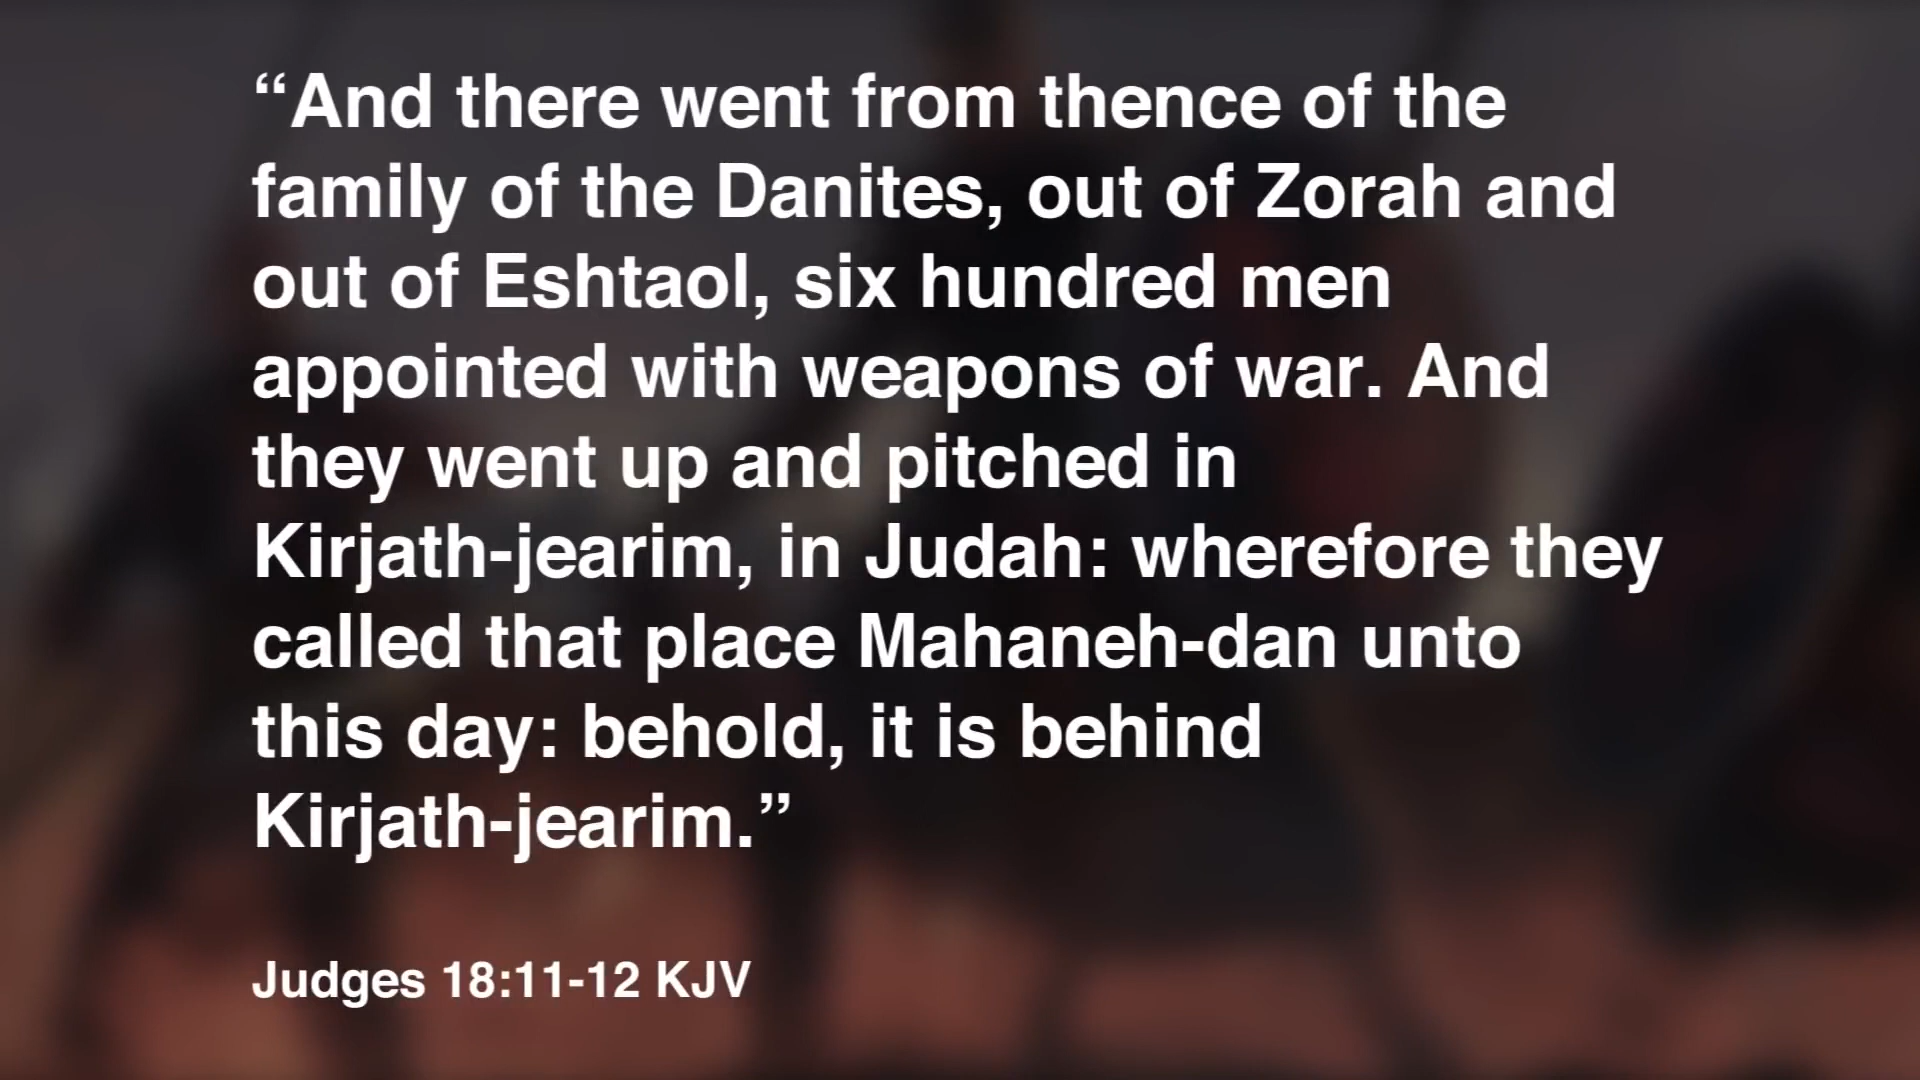 “And there went from thence of the
family of the Danites, out of Zorah and
out of Eshtaol, six hundred men
appointed with weapons of war. And
they went up and pitched in
Kirjath-jearim, in Judah: wherefore they
called that place Mahaneh-dan unto
this day: behold, it is behind
Kirjath-jearim.”
Judges 18:11-12 KJV